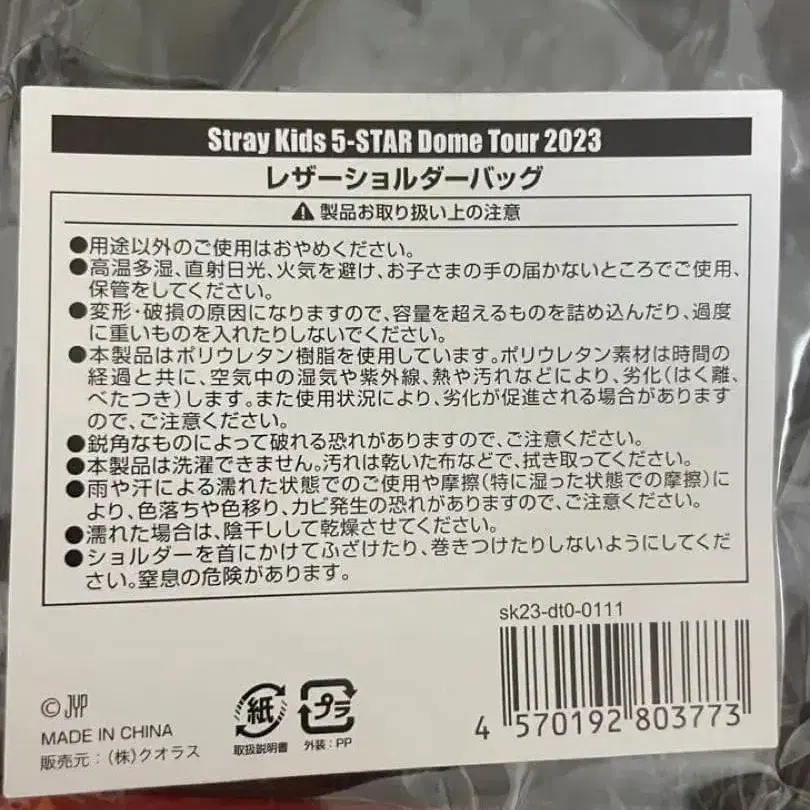 Stray Kids 5-STAR Dome Tour 2023
レザーショルダーバッグ
⚠ 製品お取り扱い上の注意
●用途以外のご使用はおやめください。
●高温多湿、直射日光、火気を避け、お子さまの手の届かないところでご使用、
保管をしてください。
●変形・破損の原因になりますので、容量を超えるものを詰め込んだり、過度
に重いものを入れたりしないでください。
●本製品はポリウレタン樹脂を使用しています。ポリウレタン素材は時間の
経過と共に、空気中の湿気や紫外線、熱や汚れなどにより、劣化(はく離、
べたつき)します。また使用状況により、劣化が促進される場合があります
ので、ご注意ください。
●鋭角なものによって破れる恐れがありますので、ご注意ください。
●本製品は洗濯できません。汚れは乾いた布などで、拭き取ってください。
●雨や汗による濡れた状態でのご使用や摩擦(特に湿った状態での摩擦)に
より、色落ちや色移り、カビ発生の恐れがありますので、ご注意ください。
●濡れた場合は、陰干しして乾燥させてください。
●ショルダーを首にかけてふざけたり、巻きつけたりしないようにしてくだ
さい。窒息の危険があります。
sk23-dt0-0111
4 570192 803773
© JYP
MADE IN CHINA
販売元：(株)クオラス
紙
取扱説明書
プラ
外装：PP